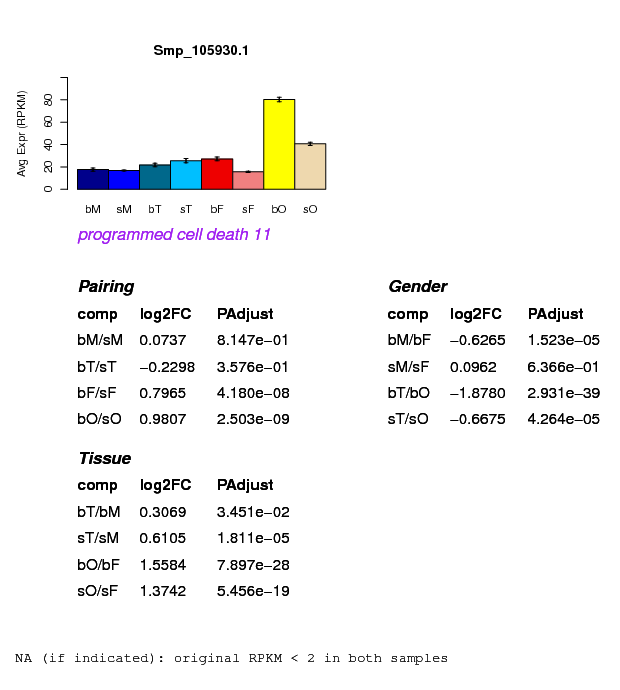 Smp_105930.1
Avg Expr (RPKM)
0 20 40 60 80
bM sM bT sT bF sF bO sO
programmed cell death 11
Pairing
comp log2FC PAdjust
bM/sM 0.0737 8.147e−01
bT/sT −0.2298 3.576e−01
bF/sF 0.7965 4.180e−08
bO/sO 0.9807 2.503e−09
Gender
comp log2FC PAdjust
bM/bF −0.6265 1.523e−05
sM/sF 0.0962 6.366e−01
bT/bO −1.8780 2.931e−39
sT/sO −0.6675 4.264e−05
Tissue
comp log2FC PAdjust
bT/bM 0.3069 3.451e−02
sT/sM 0.6105 1.811e−05
bO/bF 1.5584 7.897e−28
sO/sF 1.3742 5.456e−19
NA (if indicated): original RPKM < 2 in both samples